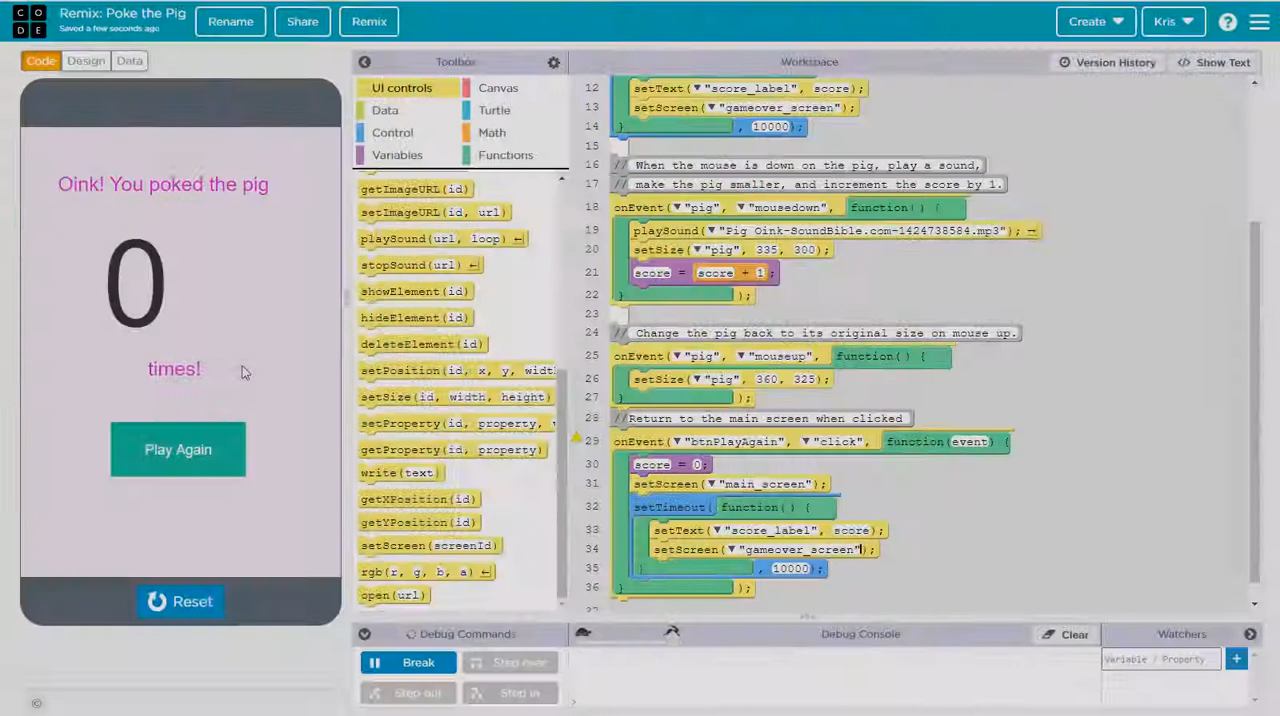 C O
D E
Remix: Poke the Pig
Saved a few seconds ago
Rename
Share
Remix
Create
Kris
?
Code
Design
Data
Oink! You poked the pig
0
times!
Play Again
Reset
©
Toolbox
UI controls
Canvas
Data
Turtle
Control
Math
Variables
Functions
getImageURL(id)
setImageURL(id, url)
playSound(url, loop)
stopSound(url)
showElement(id)
hideElement(id)
deleteElement(id)
setPosition(id, x, y, widt
setSize(id, width, height)
setProperty(id, property,
getProperty(id, property)
write(text)
getXPosition(id)
getYPosition(id)
setScreen(screenId)
rgb(r, g, b, a)
open(url)
Workspace
Version History
Show Text
12 setText("score_label", score);
13 setScreen("gameover_screen");
14 } , 10000);
15
16 // When the mouse is down on the pig, play a sound,
17 // make the pig smaller, and increment the score by 1.
18 onEvent("pig", "mousedown", function() {
19 playSound("Pig Oink-SoundBible.com-1424738584.mp3");
20 setSize("pig", 335, 300);
21 score = score + 1;
22 } );
23
24 // Change the pig back to its original size on mouse up.
25 onEvent("pig", "mouseup", function() {
26 setSize("pig", 360, 325);
27 } );
28 //Return to the main screen when clicked
29 onEvent("btnPlayAgain", "click", function(event) {
30 score = 0;
31 setScreen("main_screen");
32 setTimeout( function() {
33 setText("score_label", score);
34 setScreen("gameover_screen");
35 } , 10000);
36 } );
37
Debug Commands
Break
Step over
Step out
Step in
Debug Console
Clear
Watchers
Variable / Property
+
>